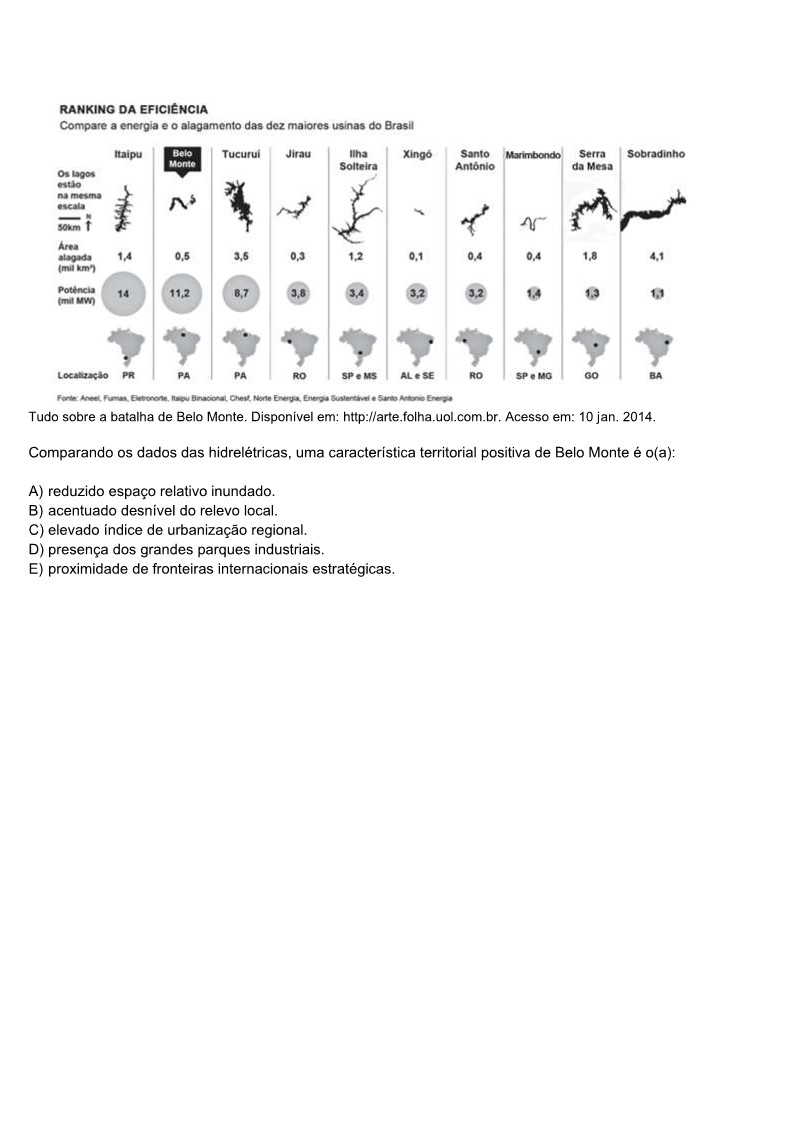 RANKING DA EFICIÊNCIA
Compare a energia e o alagamento das dez maiores usinas do Brasil
Itaipu Belo Monte Tucuruí Jirau Ilha Solteira Xingó Santo Antônio Marimbondo Serra da Mesa Sobradinho
Os lagos
estão
na mesma
escala
N
50km
Área
alagada
(mil km²)
1,4 0,5 3,5 0,3 1,2 0,1 0,4 0,4 1,8 4,1
Potência
(mil MW)
14 11,2 8,7 3,8 3,4 3,2 3,2 1,4 1,3 1,1
Localização PR PA PA RO SP e MS AL e SE RO SP e MG GO BA
Fonte: Aneel, Furnas, Eletronorte, Itaipu Binacional, Chesf, Norte Energia, Energia Sustentável e Santo Antonio Energia
Tudo sobre a batalha de Belo Monte. Disponível em: http://arte.folha.uol.com.br. Acesso em: 10 jan. 2014.
Comparando os dados das hidrelétricas, uma característica territorial positiva de Belo Monte é o(a):
A) reduzido espaço relativo inundado.
B) acentuado desnível do relevo local.
C) elevado índice de urbanização regional.
D) presença dos grandes parques industriais.
E) proximidade de fronteiras internacionais estratégicas.